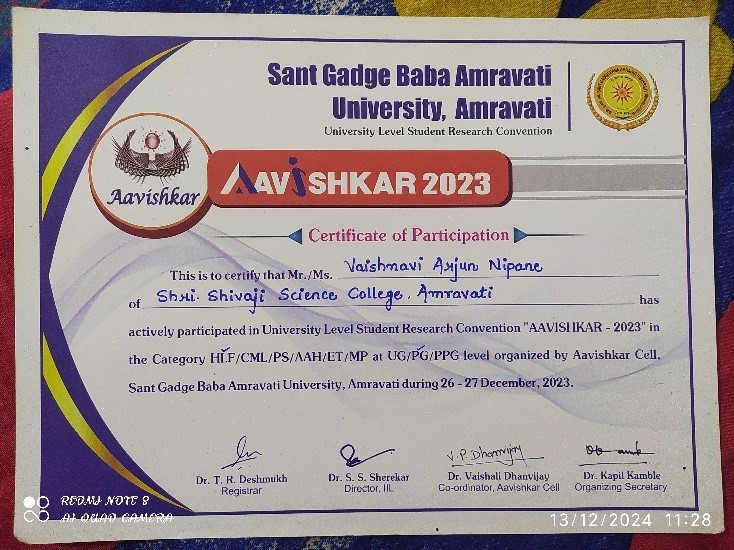 Sant Gadge Baba Amravati
University, Amravati
University Level Student Research Convention
Aavishkar
AAVISHKAR 2023
Certificate of Participation
This is to certify that Mr./Ms. Vaishnavi Arjun Nipane
of Shri. Shivaji Science College, Amravati has
actively participated in University Level Student Research Convention "AAVISHKAR - 2023" in
the Category HLF/CML/PS/AAH/ET/MP at UG/PG/PPG level organized by Aavishkar Cell,
Sant Gadge Baba Amravati University, Amravati during 26 - 27 December, 2023.
V.P. Dhanvijay
Dr. T. R. Deshmukh
Registrar
Dr. S. S. Sherekar
Director, IIL
Dr. Vaishali Dhanvijay
Co-ordinator, Aavishkar Cell
Dr. Kapil Kamble
Organizing Secretary
REDMI NOTE 8
AI QUAD CAMERA
13/12/2024 11:28